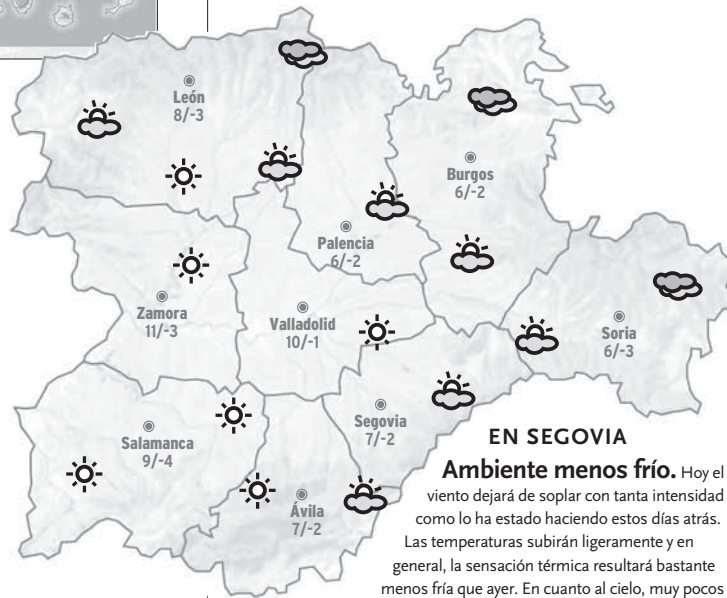 León
8/-3
Burgos
6/-2
Palencia
6/-2
Zamora
11/-3
Valladolid
10/-1
Soria
6/-3
Segovia
7/-2
Salamanca
9/-4
Ávila
7/-2
EN SEGOVIA
Ambiente menos frío. Hoy el
viento dejará de soplar con tanta intensidad
como lo ha estado haciendo estos días atrás.
Las temperaturas subirán ligeramente y en
general, la sensación térmica resultará bastante
menos fría que ayer. En cuanto al cielo, muy pocos